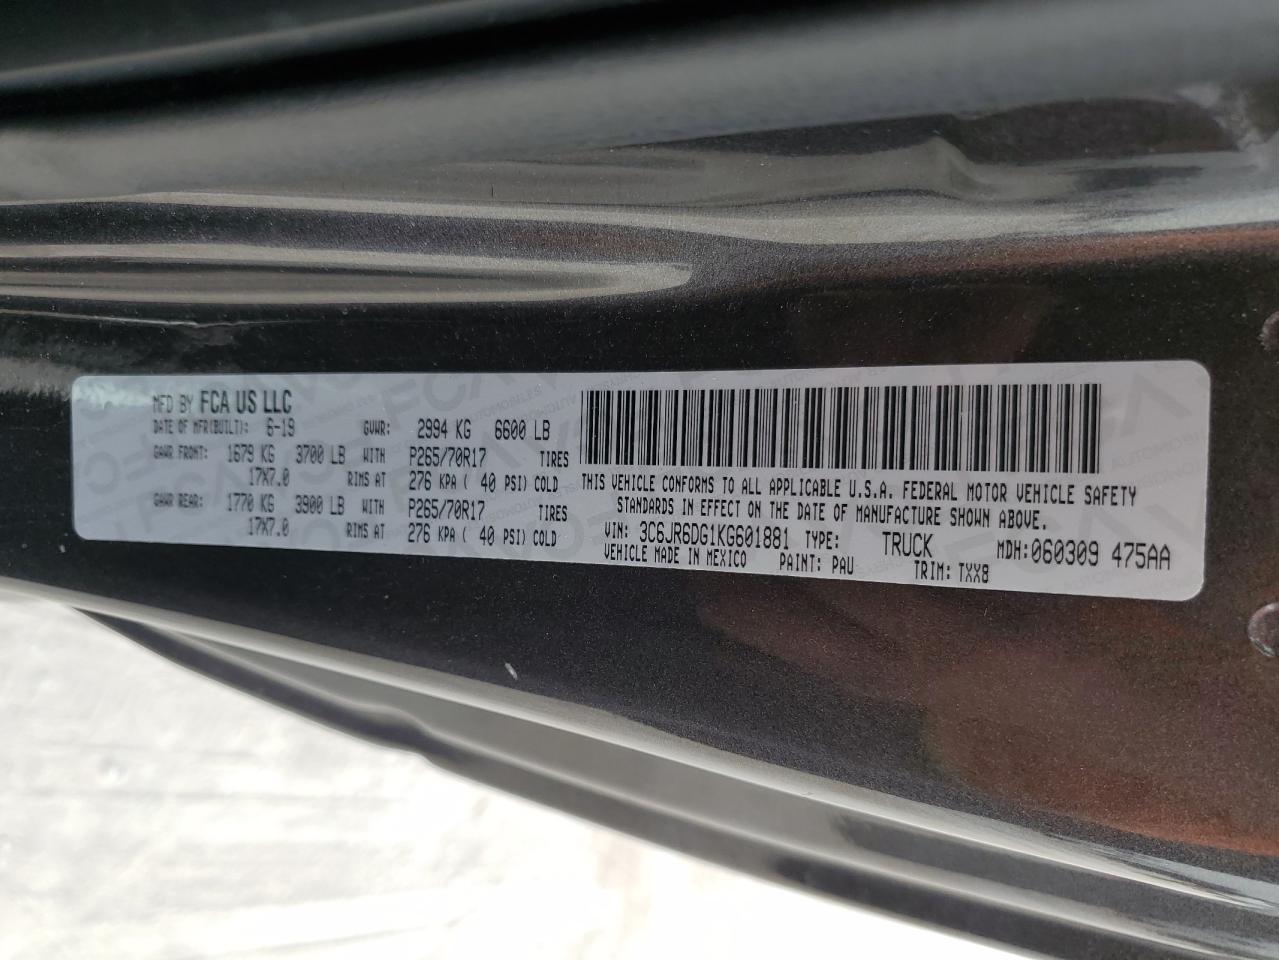 MFD BY FCA US LLC
DATE OF MFR(BUILT): 6-19 GVWR: 2994 KG 6600 LB
GAWR FRONT: 1679 KG 3700 LB WITH P265/70R17 TIRES
17X7.0 RIMS AT 276 KPA ( 40 PSI) COLD
GAWR REAR: 1770 KG 3900 LB WITH P265/70R17 TIRES
17X7.0 RIMS AT 276 KPA ( 40 PSI) COLD
THIS VEHICLE CONFORMS TO ALL APPLICABLE U.S.A. FEDERAL MOTOR VEHICLE SAFETY
STANDARDS IN EFFECT ON THE DATE OF MANUFACTURE SHOWN ABOVE.
VIN: 3C6JR6DG1KG601881 TYPE: TRUCK MDH:060309 475AA
VEHICLE MADE IN MEXICO PAINT: PAU TRIM: TXX8